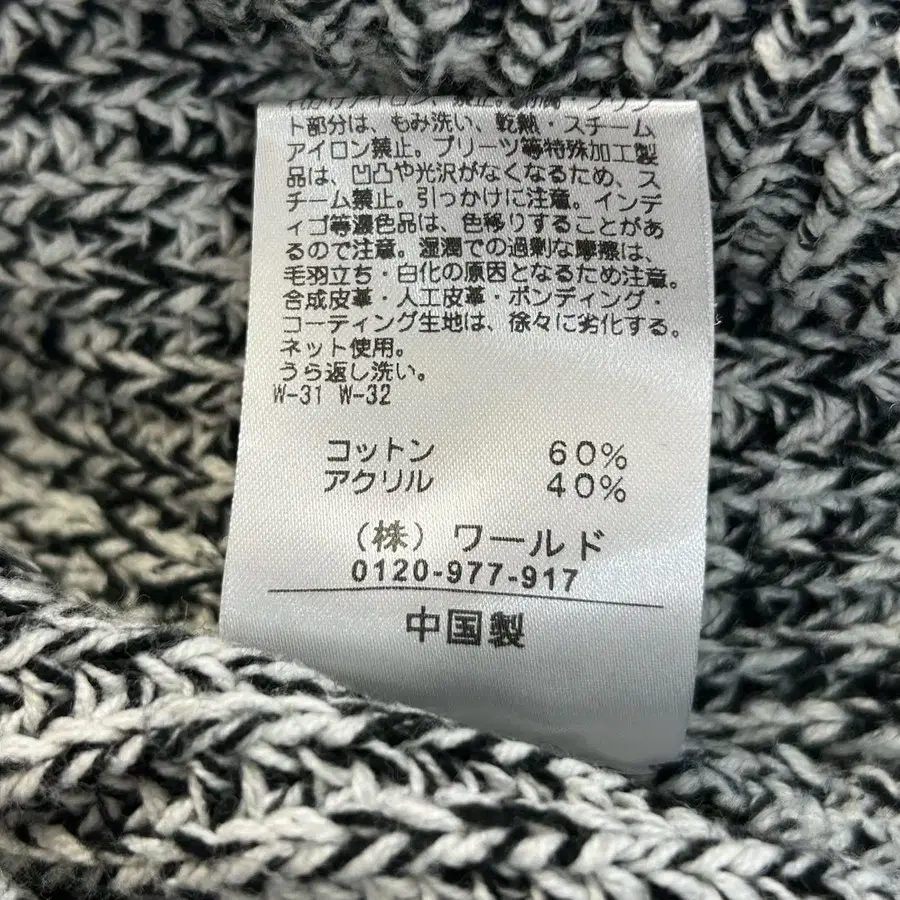 ト部分は、もみ洗い、乾熱・スチーム
アイロン禁止。プリーツ等特殊加工製
品は、凹凸や光沢がなくなるため、ス
チーム禁止。引っかけに注意。インデ
ィゴ等濃色品は、色移りすることがあ
るので注意。湿潤での過剰な摩擦は、
毛羽立ち・白化の原因となるため注意。
合成皮革・人工皮革・ボンディング・
コーティング生地は、徐々に劣化する。
ネット使用。
うら返し洗い。
W-31 W-32
コットン 60%
アクリル 40%
(株) ワールド
0120-977-917
中国製